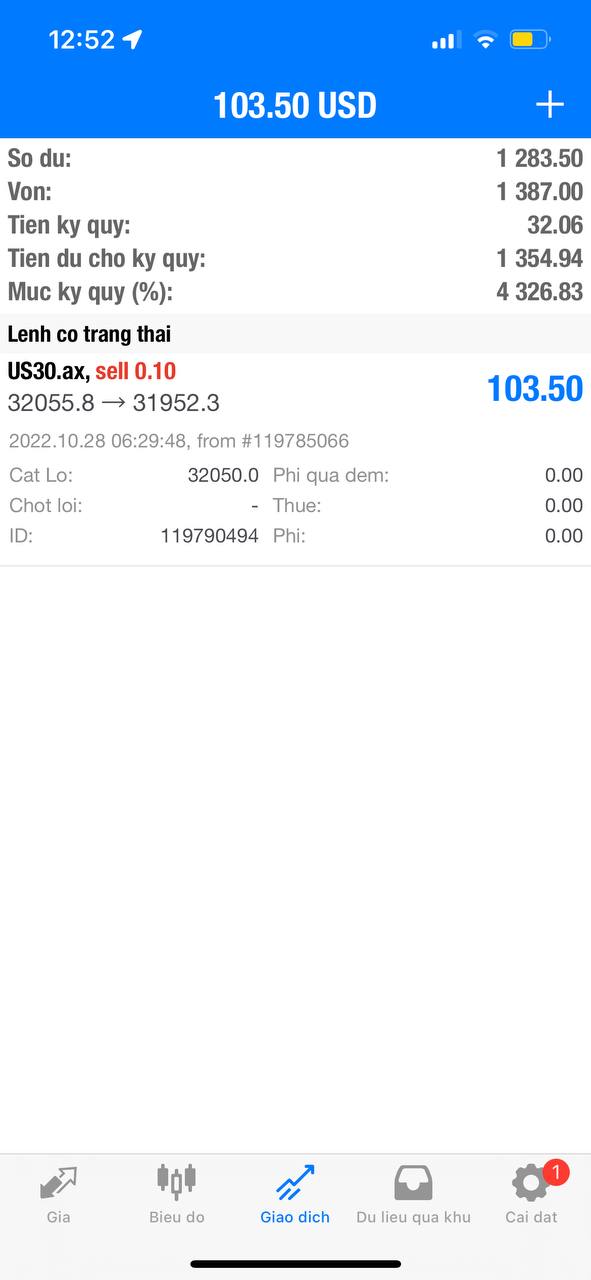 12:52
103.50 USD
So du: 1 283.50
Von: 1 387.00
Tien ky quy: 32.06
Tien du cho ky quy: 1 354.94
Muc ky quy (%): 4 326.83
Lenh co trang thai
US30.ax, sell 0.10
32055.8 → 31952.3 103.50
2022.10.28 06:29:48, from #119785066
Cat Lo: 32050.0 Phi qua dem: 0.00
Chot loi: - Thue: 0.00
ID: 119790494 Phi: 0.00
1
Gia Bieu do Giao dich Du lieu qua khu Cai dat